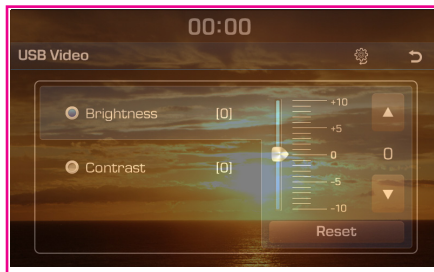 00:00
USB Video
Brightness [0]
+10
+5
0 0
Contrast [0]
-5
-10
Reset